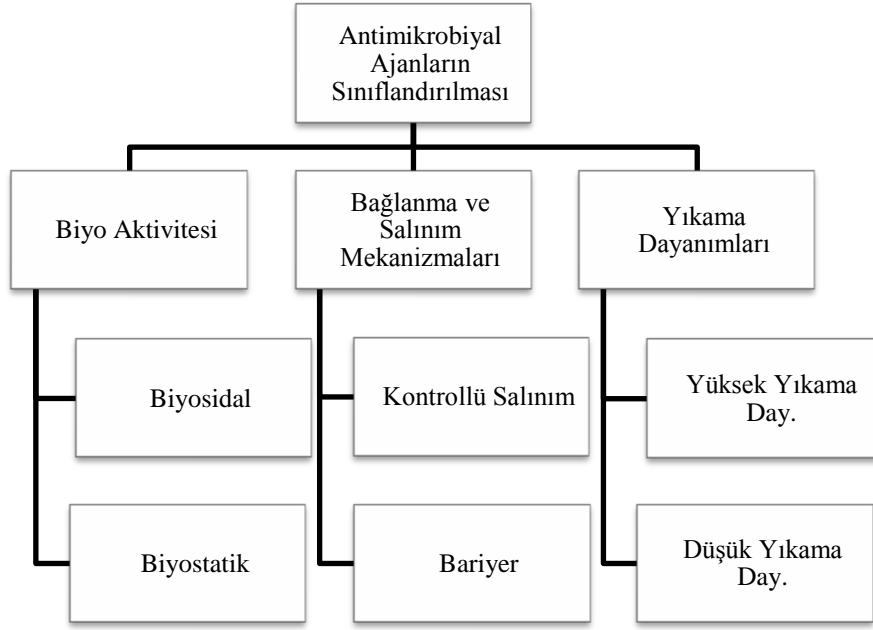 Antimikrobiyal
Ajanların
Sınıflandırılması
Biyo Aktivitesi
Bağlanma ve
Salınım
Mekanizmaları
Yıkama
Dayanımları
Biyosidal
Kontrollü Salınım
Yüksek Yıkama
Day.
Biyostatik
Bariyer
Düşük Yıkama
Day.